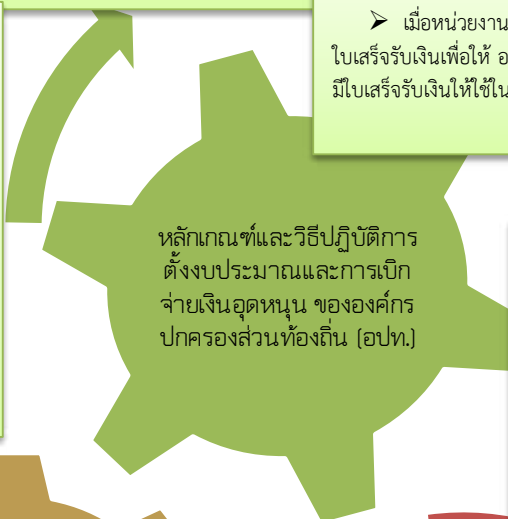 ➤ เมื่อหน่วยงาน
ใบเสร็จรับเงินเพื่อให้ อ
มีใบเสร็จรับเงินให้ใช้ใน
หลักเกณฑ์และวิธีปฏิบัติการ
ตั้งงบประมาณและการเบิก
จ่ายเงินอุดหนุน ขององค์กร
ปกครองส่วนท้องถิ่น (อปท.)